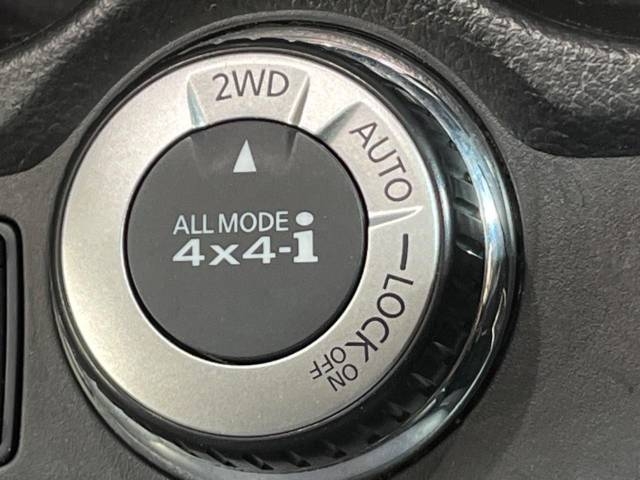 2WD
AUTO
LOCK
ON
OFF
ALL MODE
4x4-i